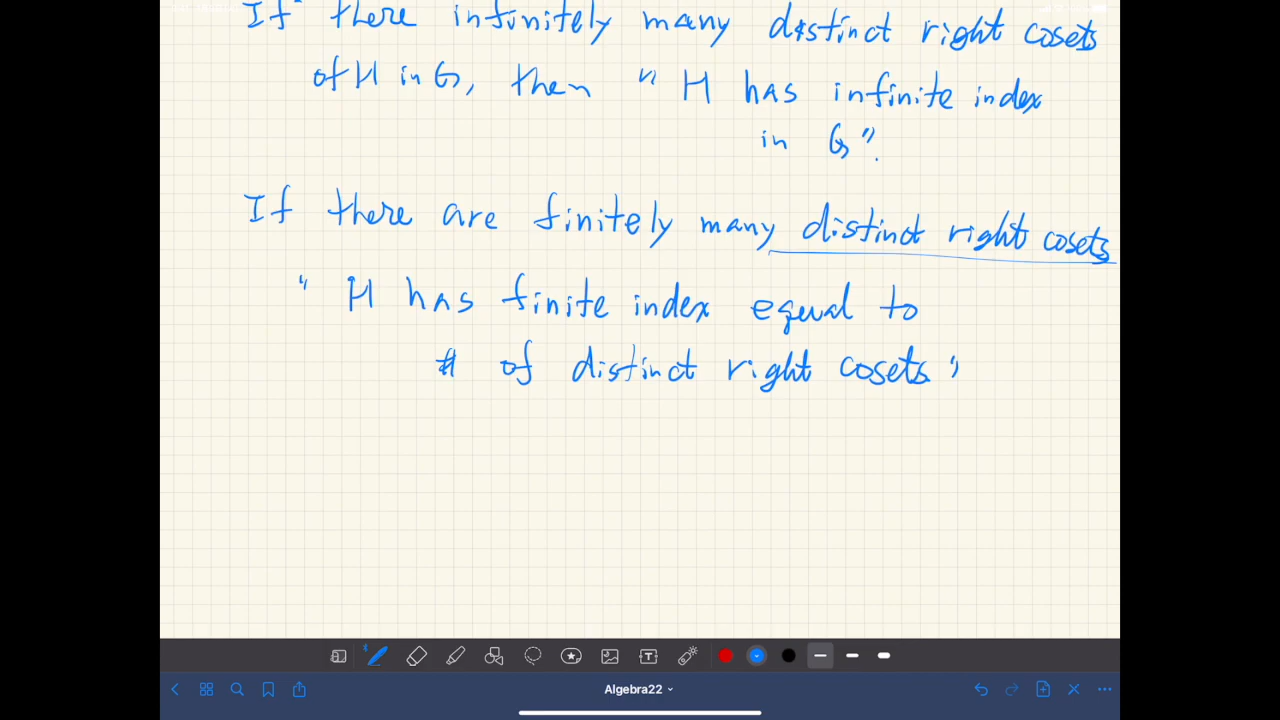 If there infinitely many distinct right cosets
of H in G, then " H has infinite index
in G".
If there are finitely many distinct right cosets
" H has finite index equal to
# of distinct right cosets "
Algebra22